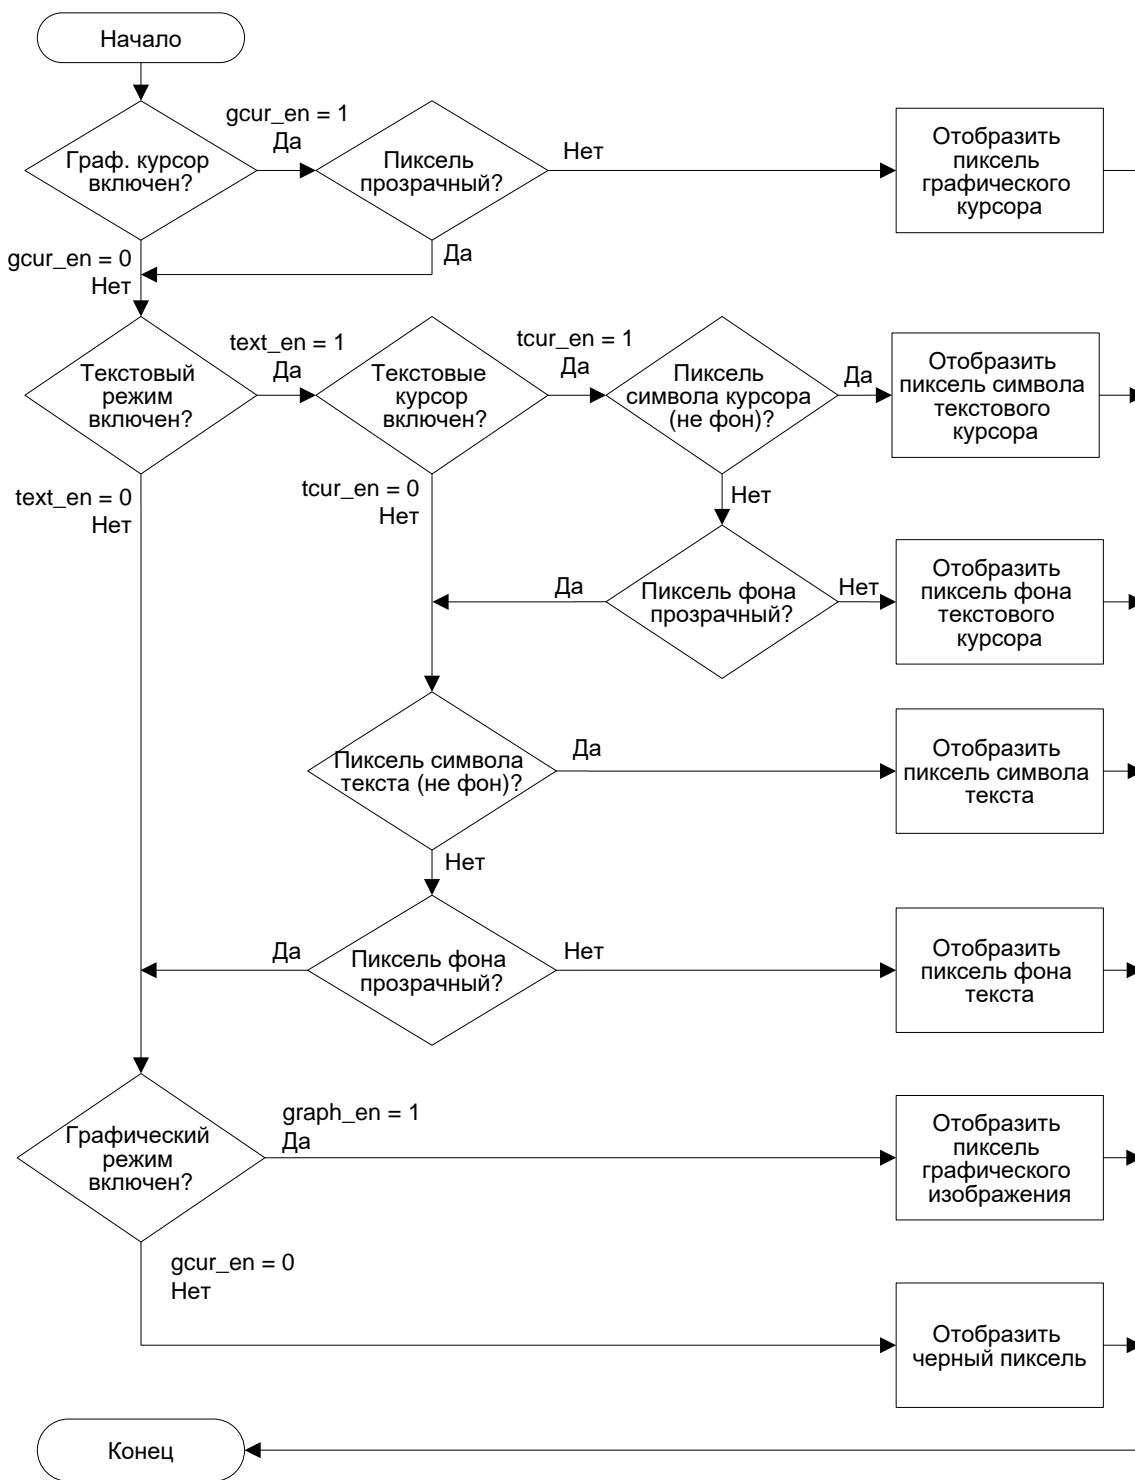 Начало
gcur_en = 1
Да
Граф. курсор
включен?
Пиксель
прозрачный?
Нет
Отобразить
пиксель
графического
курсора
gcur_en = 0
Нет
Да
text_en = 1
Да
tcur_en = 1
Да
Текстовый
режим
включен?
Текстовые
курсор
включен?
Пиксель
символа курсора
(не фон)?
Да
Отобразить
пиксель символа
текстового
курсора
text_en = 0
Нет
tcur_en = 0
Нет
Нет
Да
Пиксель фона
прозрачный?
Нет
Отобразить
пиксель фона
текстового
курсора
Пиксель символа
текста (не фон)?
Да
Отобразить
пиксель символа
текста
Нет
Да
Пиксель фона
прозрачный?
Нет
Отобразить
пиксель фона
текста
Графический
режим
включен?
graph_en = 1
Да
Отобразить
пиксель
графического
изображения
gcur_en = 0
Нет
Отобразить
черный пиксель
Конец